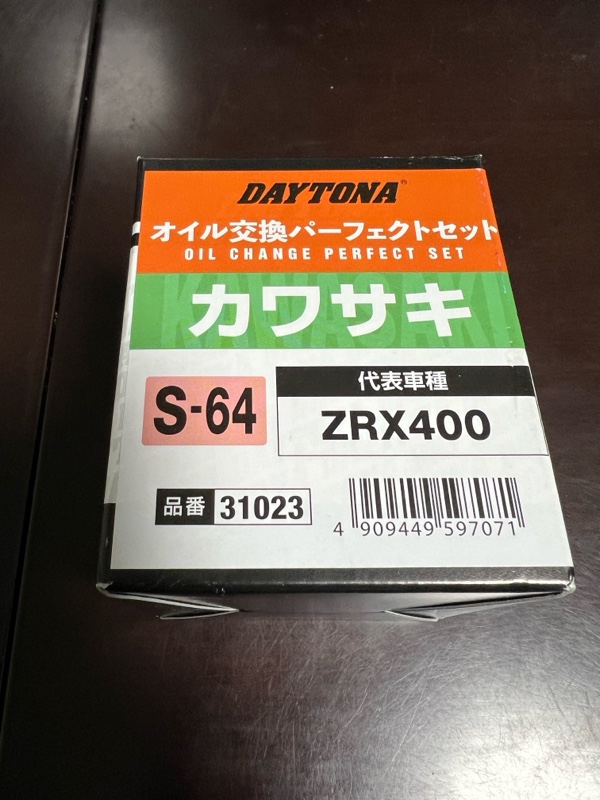 DAYTONA®
オイル交換パーフェクトセット
OIL CHANGE PERFECT SET
KAWASAKI
カワサキ
S-64
代表車種
ZRX400
品番 31023
4 909449 597071